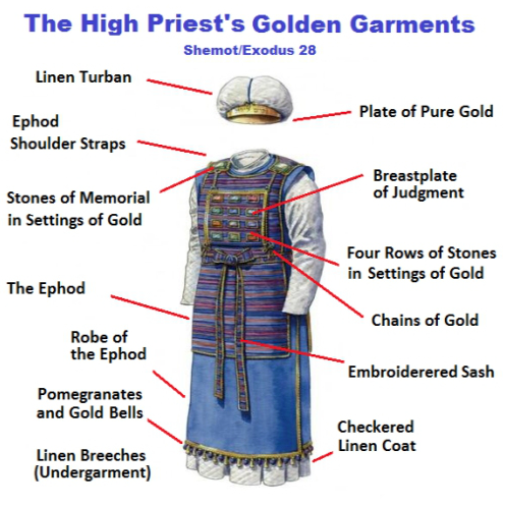 The High Priest's Golden Garments
Shemot/Exodus 28
Linen Turban
Plate of Pure Gold
Ephod
Shoulder Straps
Breastplate
of Judgment
Stones of Memorial
in Settings of Gold
Four Rows of Stones
in Settings of Gold
The Ephod
Chains of Gold
Robe of
the Ephod
Embroiderered Sash
Pomegranates
and Gold Bells
Checkered
Linen Coat
Linen Breeches
(Undergarment)